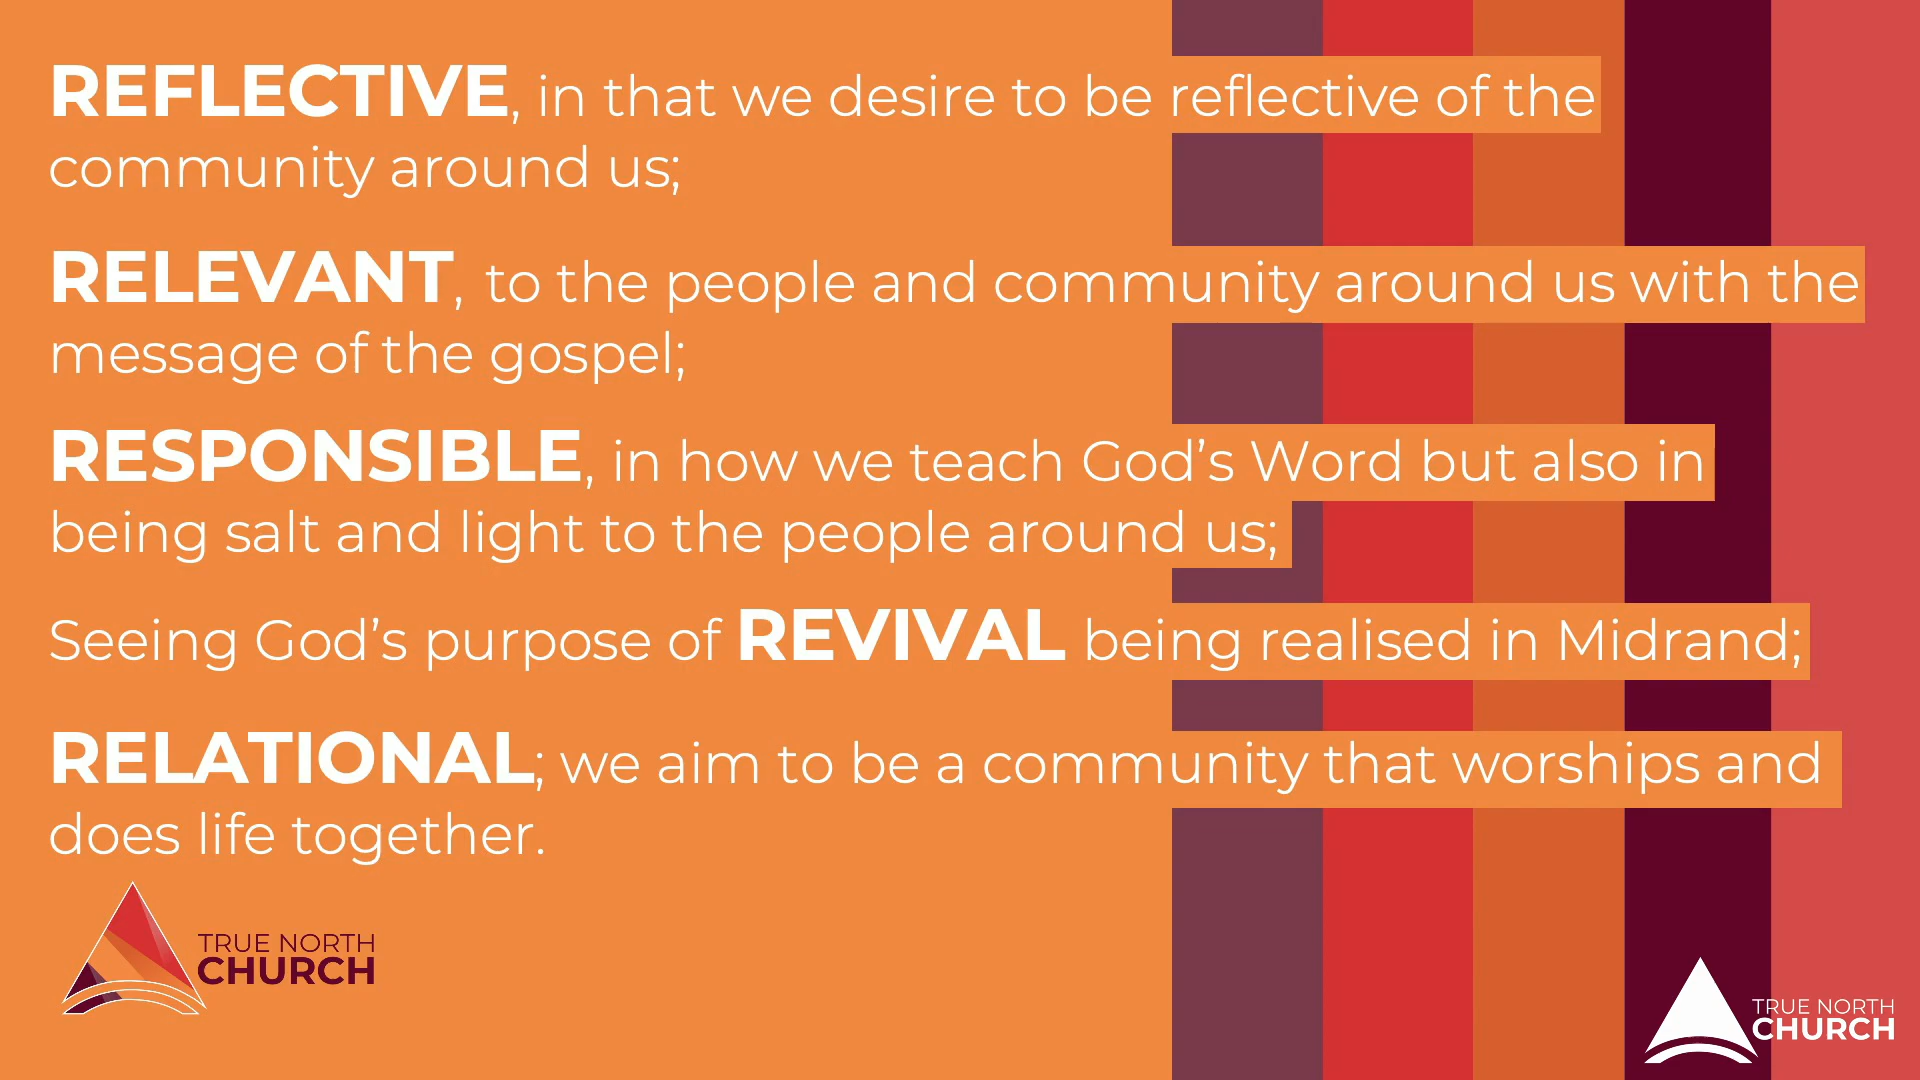 REFLECTIVE, in that we desire to be reflective of the
community around us;
RELEVANT, to the people and community around us with the
message of the gospel;
RESPONSIBLE, in how we teach God’s Word but also in
being salt and light to the people around us;
Seeing God’s purpose of REVIVAL being realised in Midrand;
RELATIONAL; we aim to be a community that worships and
does life together.
TRUE NORTH
CHURCH
TRUE NORTH
CHURCH